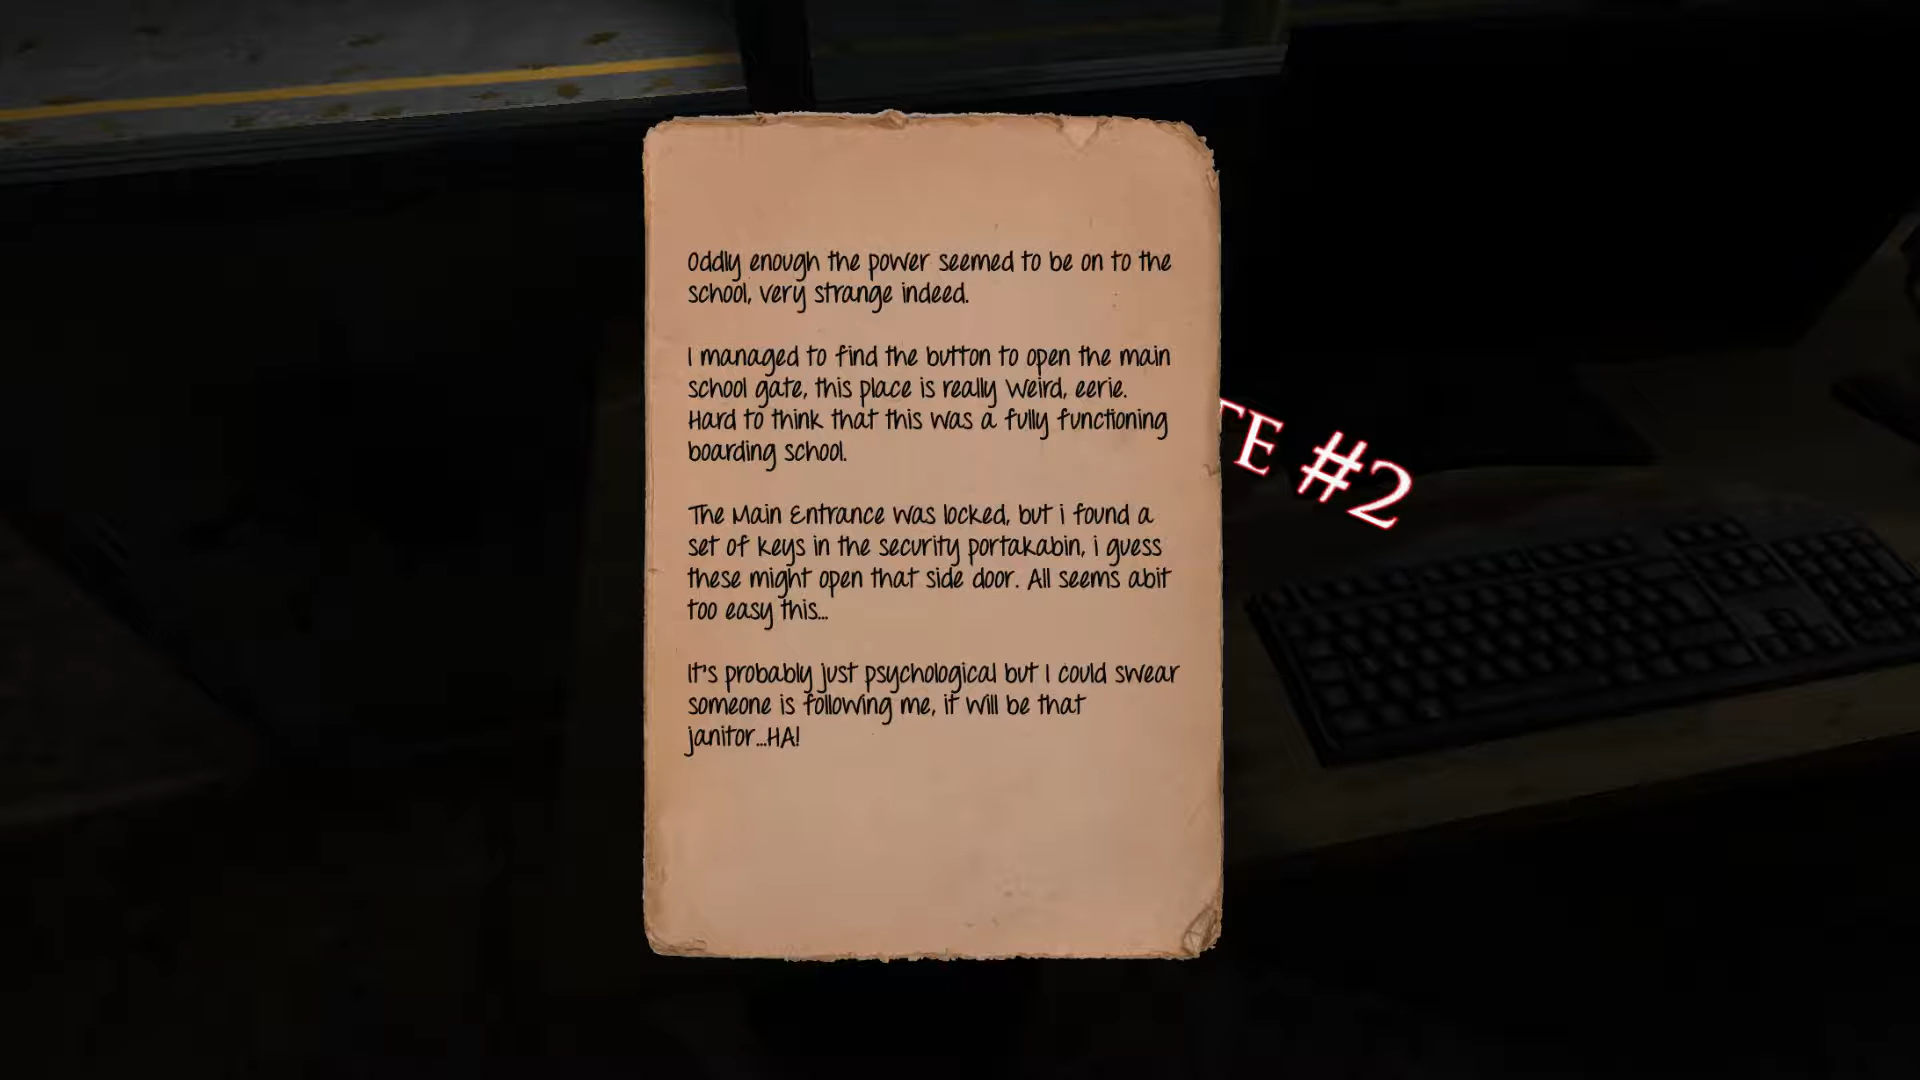 Oddly enough the power seemed to be on to the
school, very strange indeed.
I managed to find the button to open the main
school gate, this place is really weird, eerie.
Hard to think that this was a fully functioning
boarding school.
The Main Entrance was locked, but i found a
set of keys in the security portakabin, i guess
these might open that side door. All seems abit
too easy this...
It's probably just psychological but I could swear
someone is following me, it will be that
janitor...HA!
TE #2